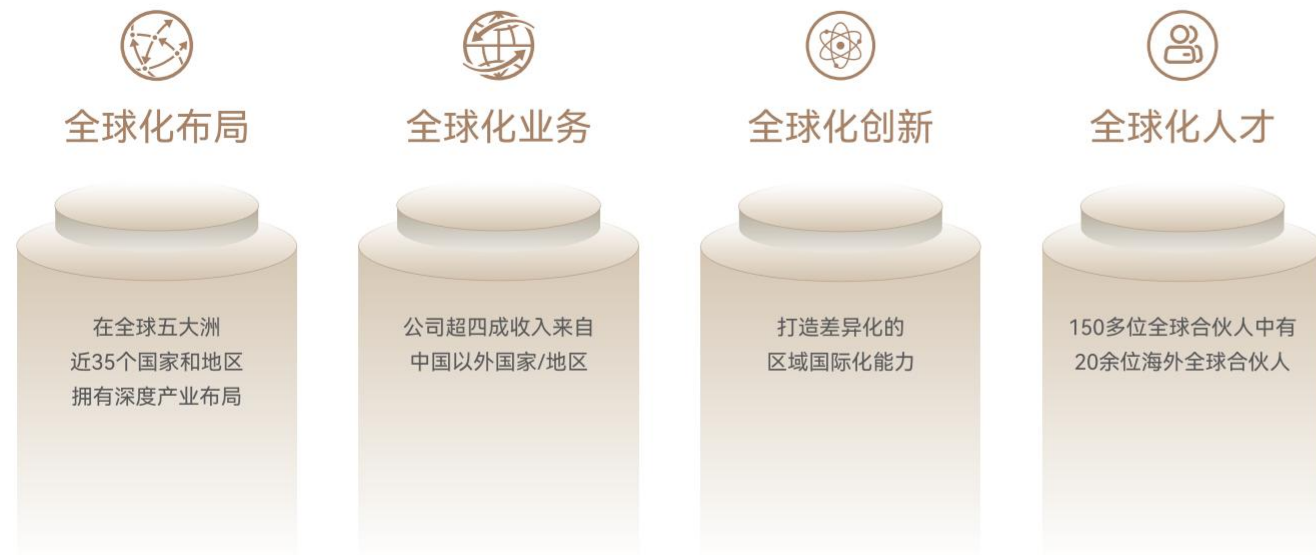 全球化布局
在全球五大洲
近35个国家和地区
拥有深度产业布局
全球化业务
公司超四成收入来自
中国以外国家/地区
全球化创新
打造差异化的
区域国际化能力
全球化人才
150多位全球合伙人中有
20余位海外全球合伙人